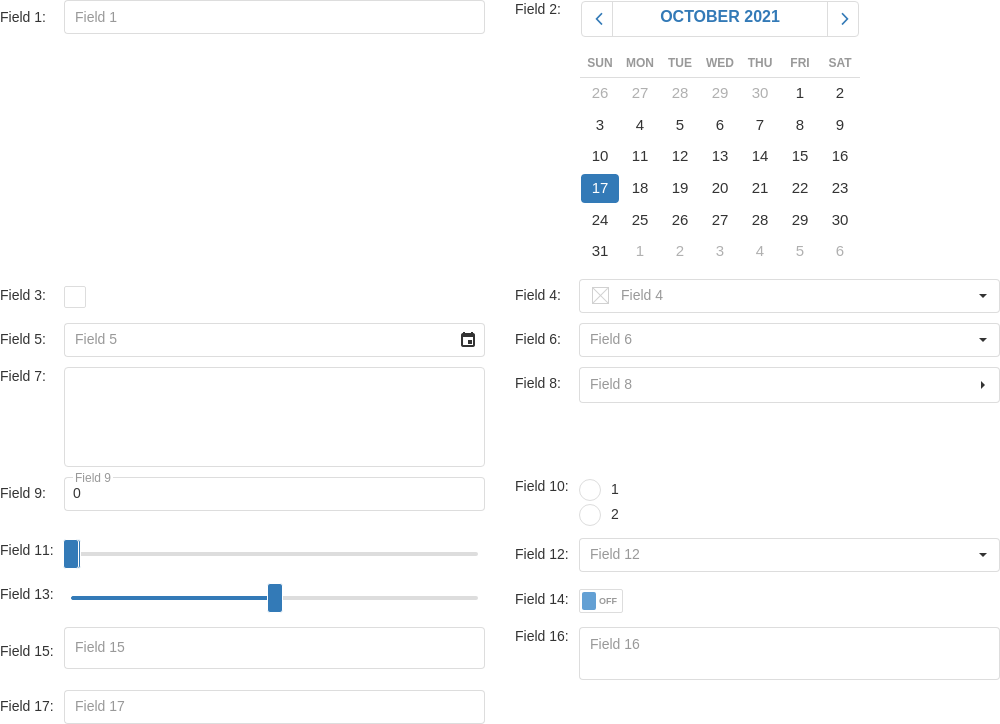 Field 1: Field 1
Field 2: OCTOBER 2021
SUN MON TUE WED THU FRI SAT
26 27 28 29 30 1 2
3 4 5 6 7 8 9
10 11 12 13 14 15 16
17 18 19 20 21 22 23
24 25 26 27 28 29 30
31 1 2 3 4 5 6
Field 3:
Field 4: Field 4
Field 5: Field 5
Field 6: Field 6
Field 7:
Field 8: Field 8
Field 9
Field 9: 0
Field 10: 1
2
Field 11:
Field 12: Field 12
Field 13:
Field 14: OFF
Field 15: Field 15
Field 16: Field 16
Field 17: Field 17